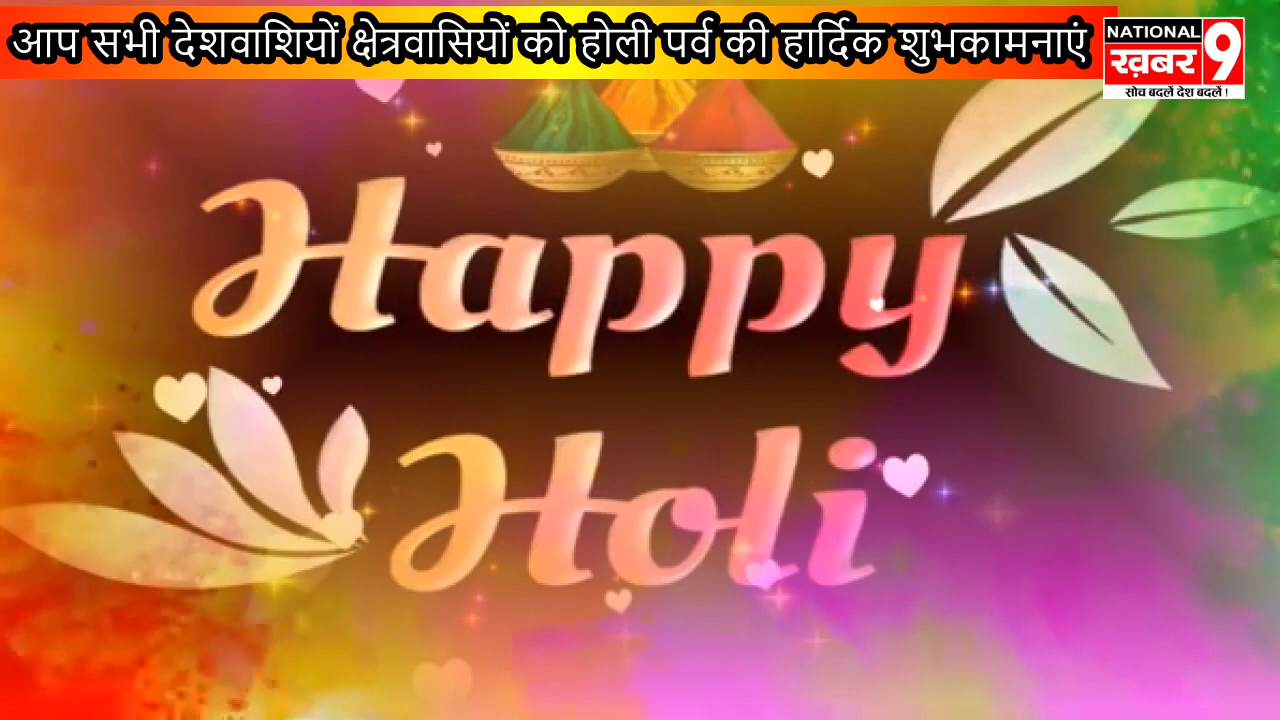 आप सभी देशवाशियों क्षेत्रवासियों को होली पर्व की हार्दिक शुभकामनाएं
NATIONAL
ख़बर 9
सोच बदलें देश बदलें !
Happy
Holi